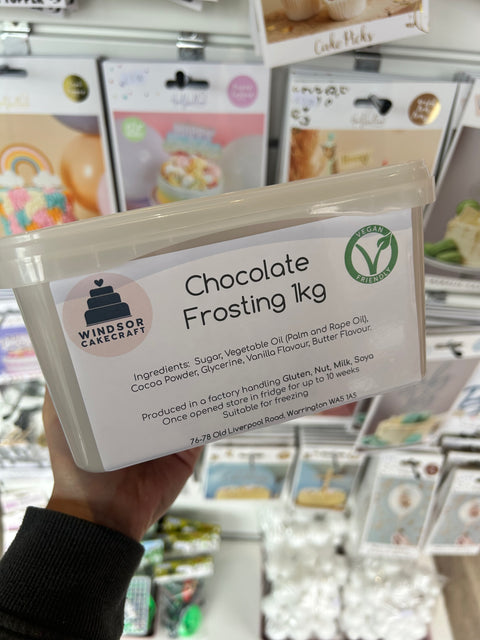 Cake Picks
Chocolate
Frosting 1kg
VEGAN
FRIENDLY
WINDSOR
CAKECRAFT
Ingredients: Sugar, Vegetable Oil (Palm and Rape Oil),
Cocoa Powder, Glycerine, Vanilla Flavour, Butter Flavour.
Produced in a factory handling Gluten, Nut, Milk, Soya
Once opened store in fridge for up to 10 weeks
Suitable for freezing
76-78 Old Liverpool Road, Warrington WA5 1AS